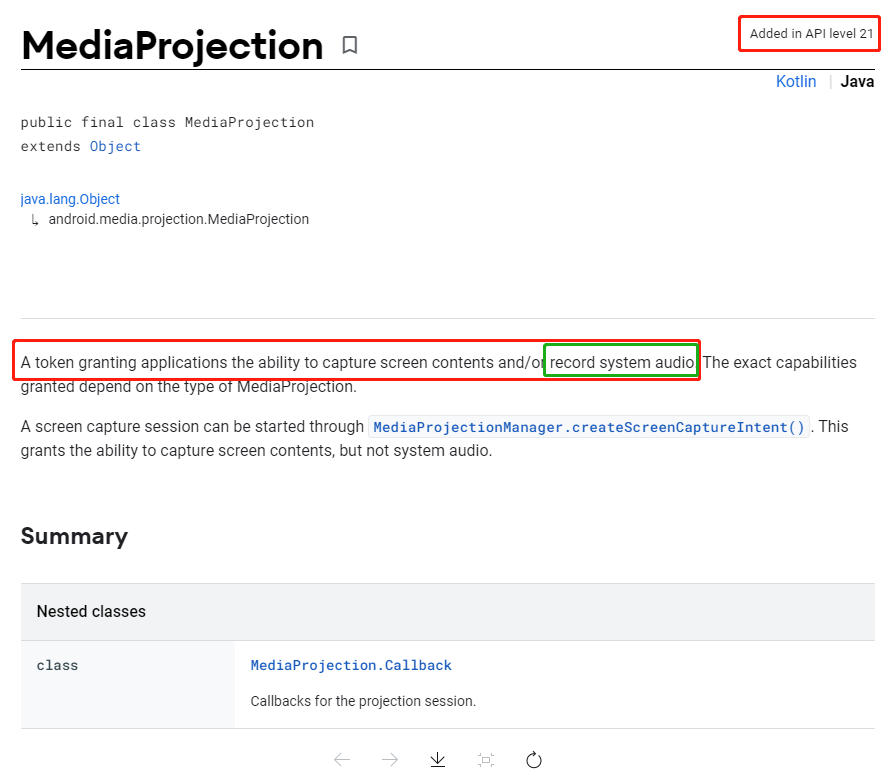 MediaProjection
Added in API level 21
Kotlin | Java
public final class MediaProjection
extends Object
java.lang.Object
↳ android.media.projection.MediaProjection
A token granting applications the ability to capture screen contents and/or record system audio. The exact capabilities
granted depend on the type of MediaProjection.
A screen capture session can be started through MediaProjectionManager.createScreenCaptureIntent(). This
grants the ability to capture screen contents, but not system audio.
Summary
Nested classes
class
MediaProjection.Callback
Callbacks for the projection session.